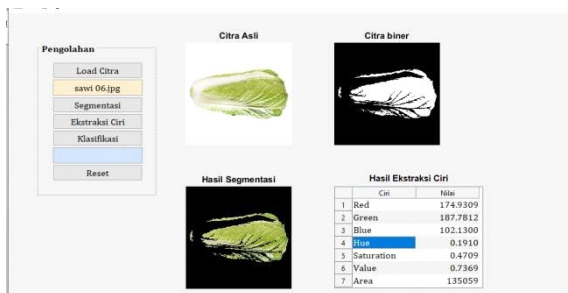 Pengolahan
Load Citra
sawi 06.jpg
Segmentasi
Ekstraksi Ciri
Klasifikasi
Reset
Citra Asli
Citra biner
Hasil Segmentasi
Hasil Ekstraksi Ciri
Ciri Nilai
1 Red 174.9309
2 Green 187.7812
3 Blue 102.1300
4 Hue 0.1910
5 Saturation 0.4709
6 Value 0.7369
7 Area 135059